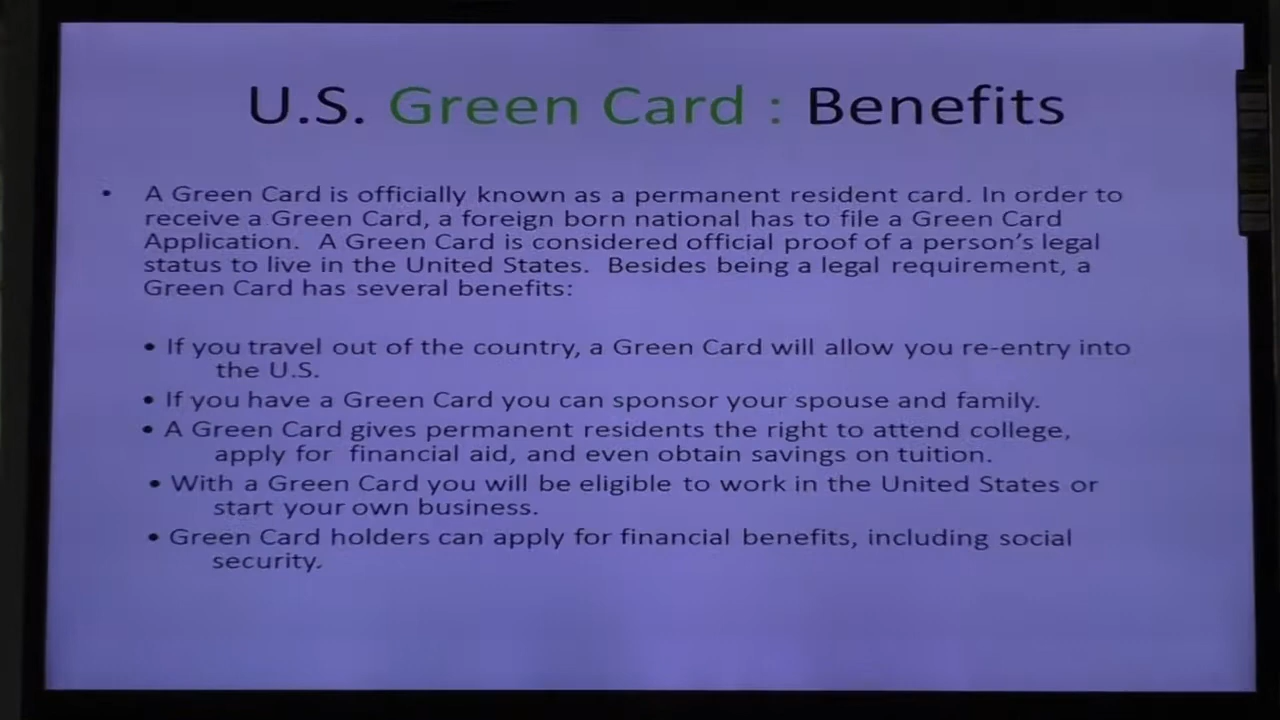 U.S. Green Card : Benefits
• A Green Card is officially known as a permanent resident card. In order to
receive a Green Card, a foreign born national has to file a Green Card
Application. A Green Card is considered official proof of a person's legal
status to live in the United States. Besides being a legal requirement, a
Green Card has several benefits:
• If you travel out of the country, a Green Card will allow you re-entry into
the U.S.
• If you have a Green Card you can sponsor your spouse and family.
• A Green Card gives permanent residents the right to attend college,
apply for financial aid, and even obtain savings on tuition.
• With a Green Card you will be eligible to work in the United States or
start your own business.
• Green Card holders can apply for financial benefits, including social
security.